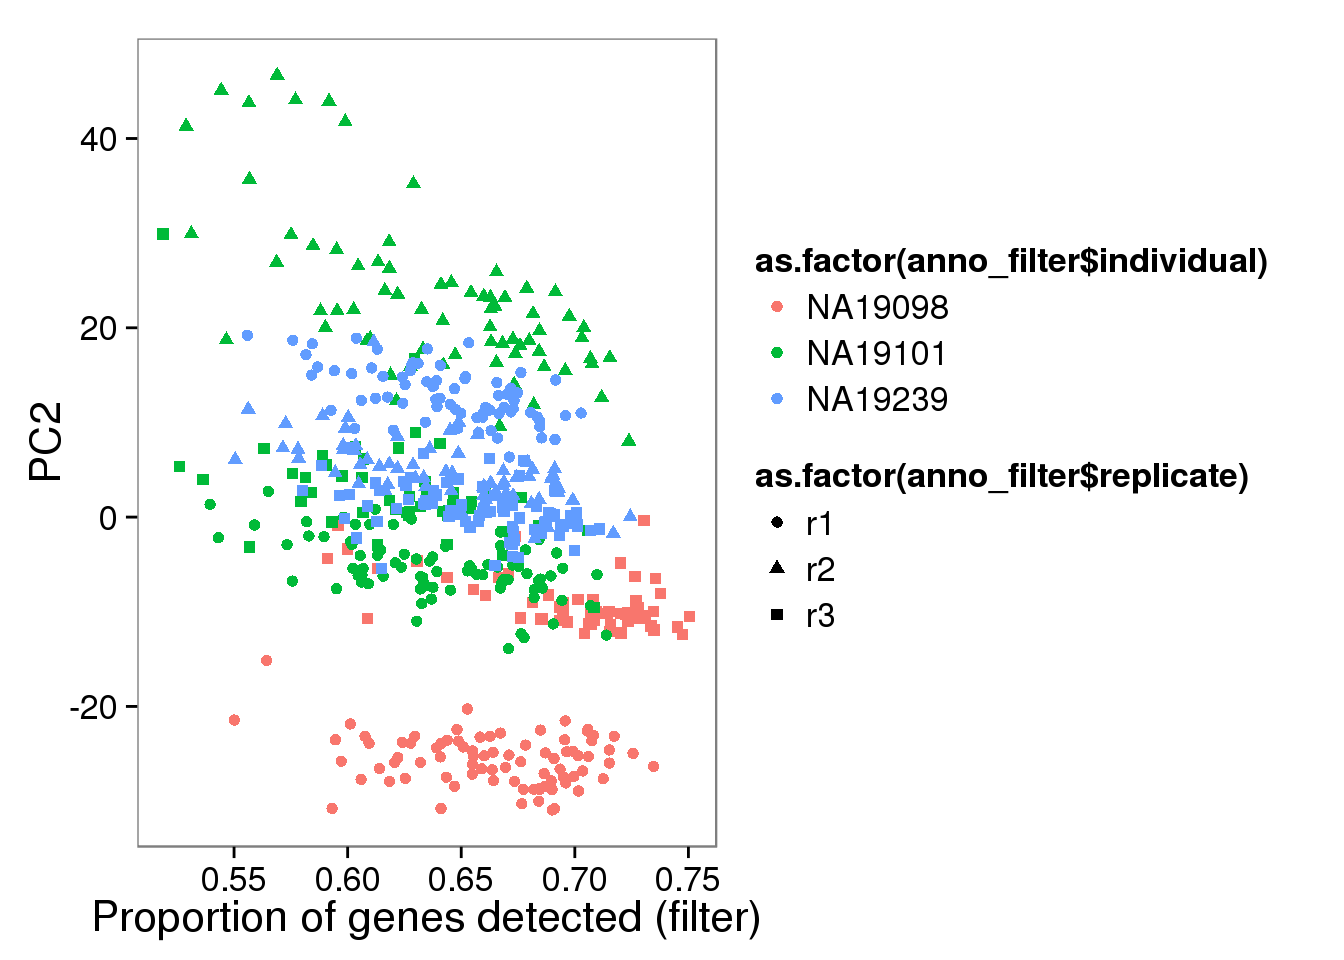 40
20
0
-20
PC2
0.55 0.60 0.65 0.70 0.75
Proportion of genes detected (filter)
as.factor(anno_filter$individual)
NA19098
NA19101
NA19239
as.factor(anno_filter$replicate)
r1
r2
r3